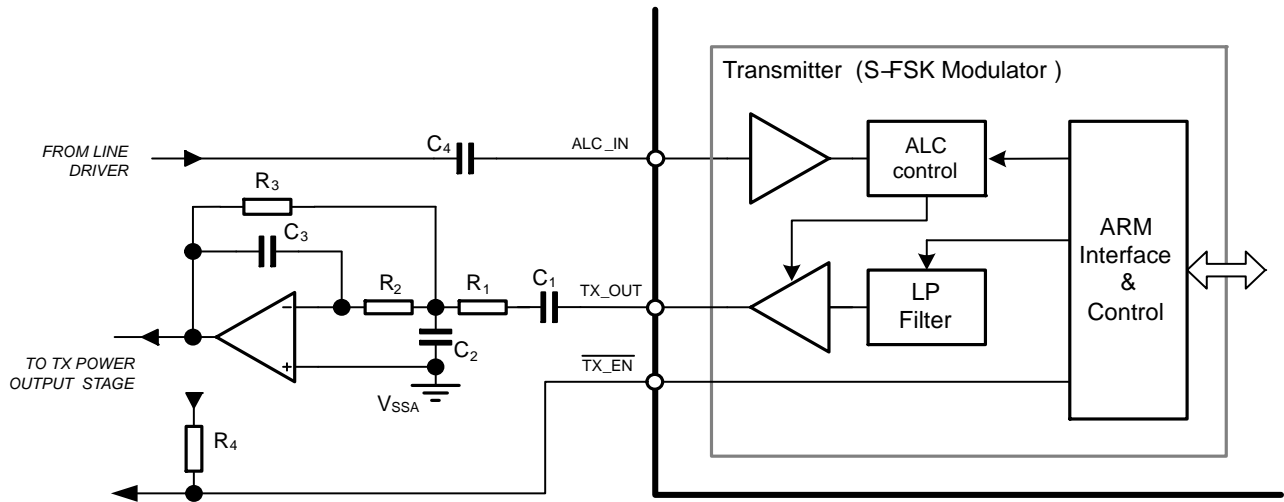 Transmitter (S–FSK Modulator )
FROM LINE
DRIVER
C4
ALC_IN
ALC
control
R3
C3
ARM
Interface
&
Control
R2
R1
C1
TX_OUT
LP
Filter
C2
TO TX POWER
OUTPUT STAGE
TX_EN
VSSA
R4